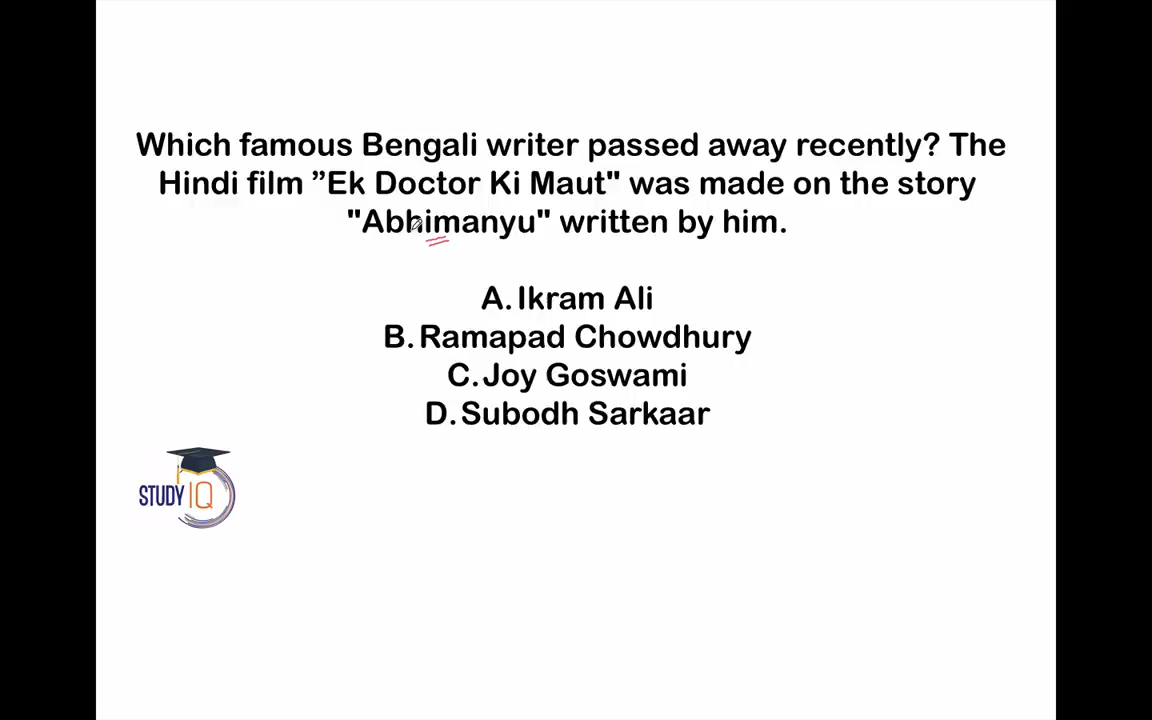 Which famous Bengali writer passed away recently? The
Hindi film ”Ek Doctor Ki Maut" was made on the story
"Abhimanyu" written by him.
A. Ikram Ali
B. Ramapad Chowdhury
C. Joy Goswami
D. Subodh Sarkaar
STUDY IQ